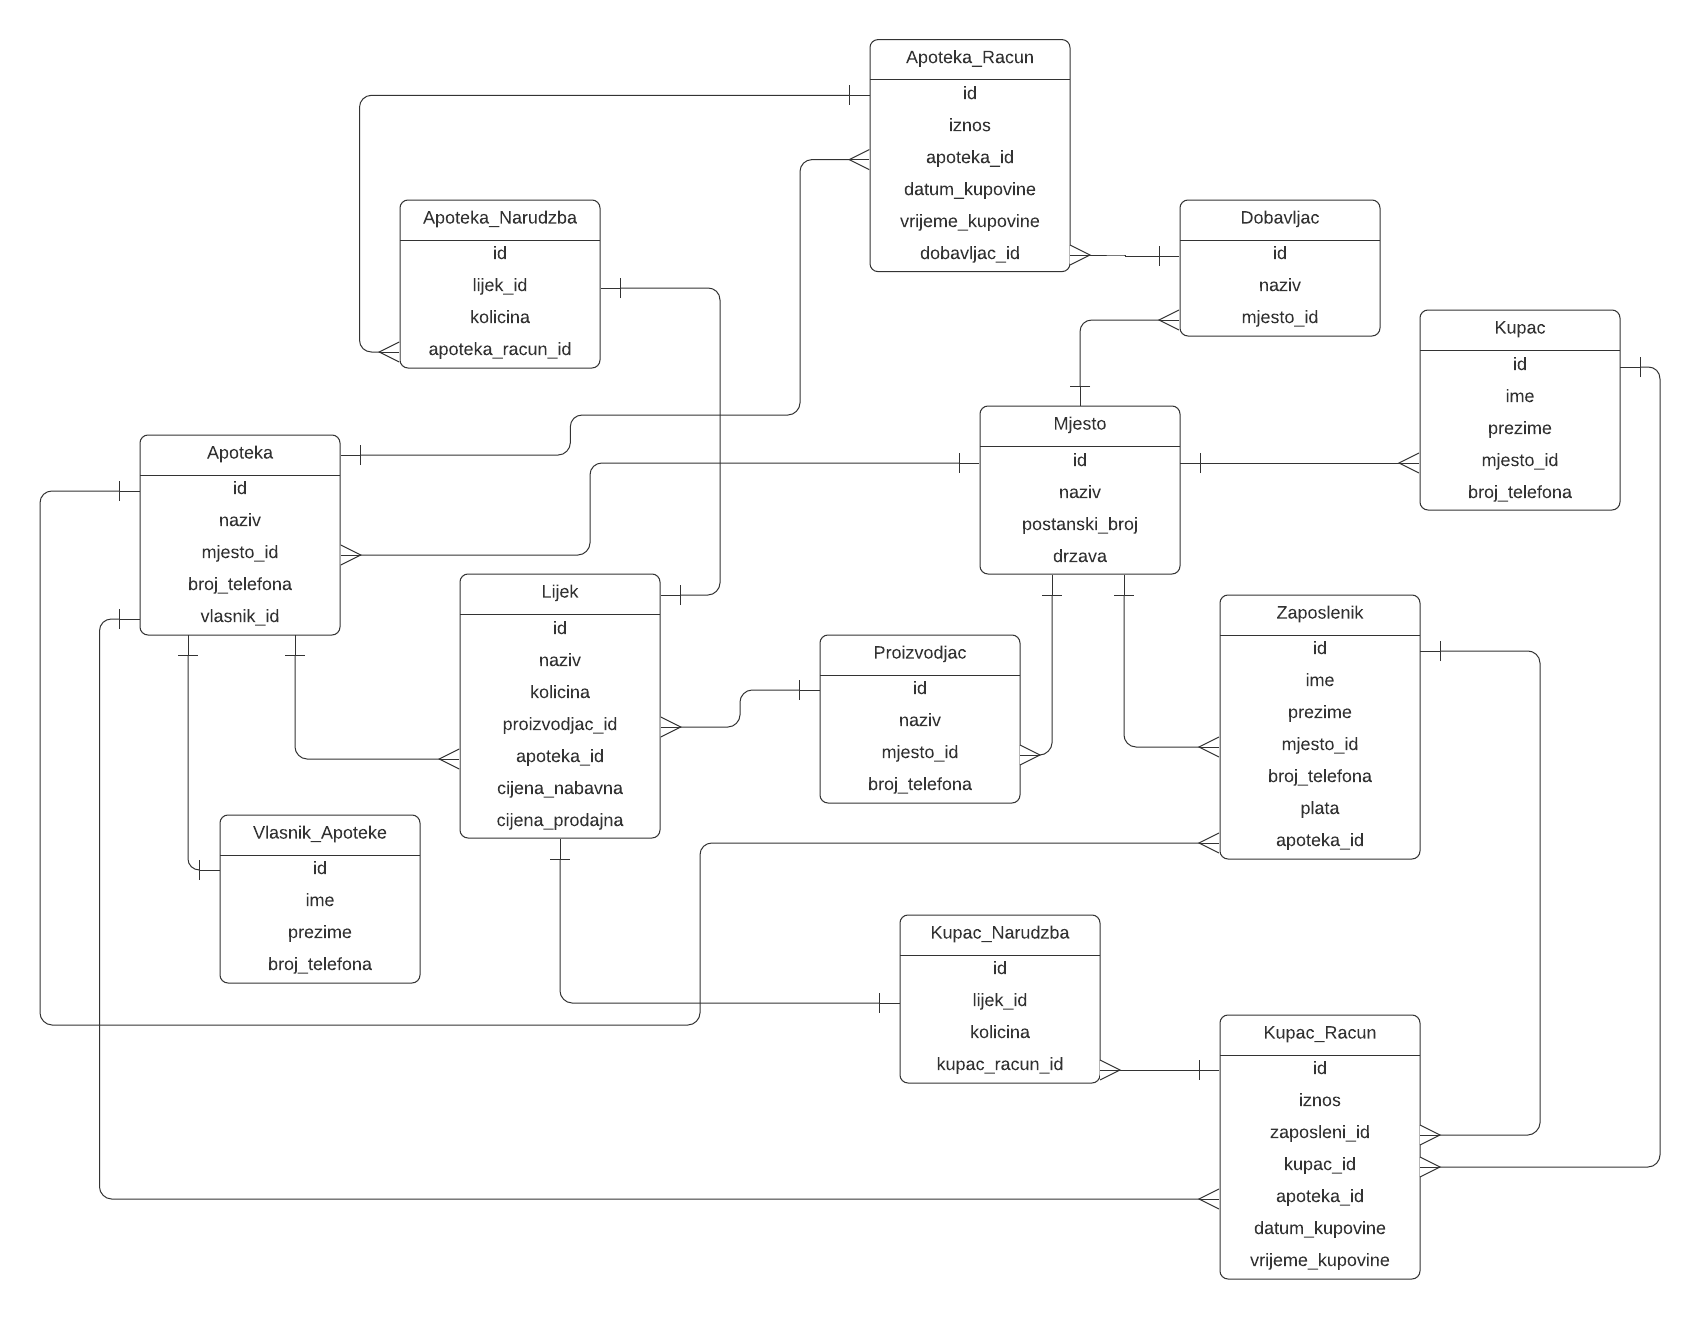 Apoteka_Racun
id
iznos
apoteka_id
datum_kupovine
vrijeme_kupovine
dobavljac_id
Apoteka_Narudzba
id
lijek_id
kolicina
apoteka_racun_id
Dobavljac
id
naziv
mjesto_id
Kupac
id
ime
prezime
mjesto_id
broj_telefona
Mjesto
id
naziv
postanski_broj
drzava
Apoteka
id
naziv
mjesto_id
broj_telefona
vlasnik_id
Lijek
id
naziv
kolicina
proizvodjac_id
apoteka_id
cijena_nabavna
cijena_prodajna
Proizvodjac
id
naziv
mjesto_id
broj_telefona
Zaposlenik
id
ime
prezime
mjesto_id
broj_telefona
plata
apoteka_id
Vlasnik_Apoteke
id
ime
prezime
broj_telefona
Kupac_Narudzba
id
lijek_id
kolicina
kupac_racun_id
Kupac_Racun
id
iznos
zaposleni_id
kupac_id
apoteka_id
datum_kupovine
vrijeme_kupovine